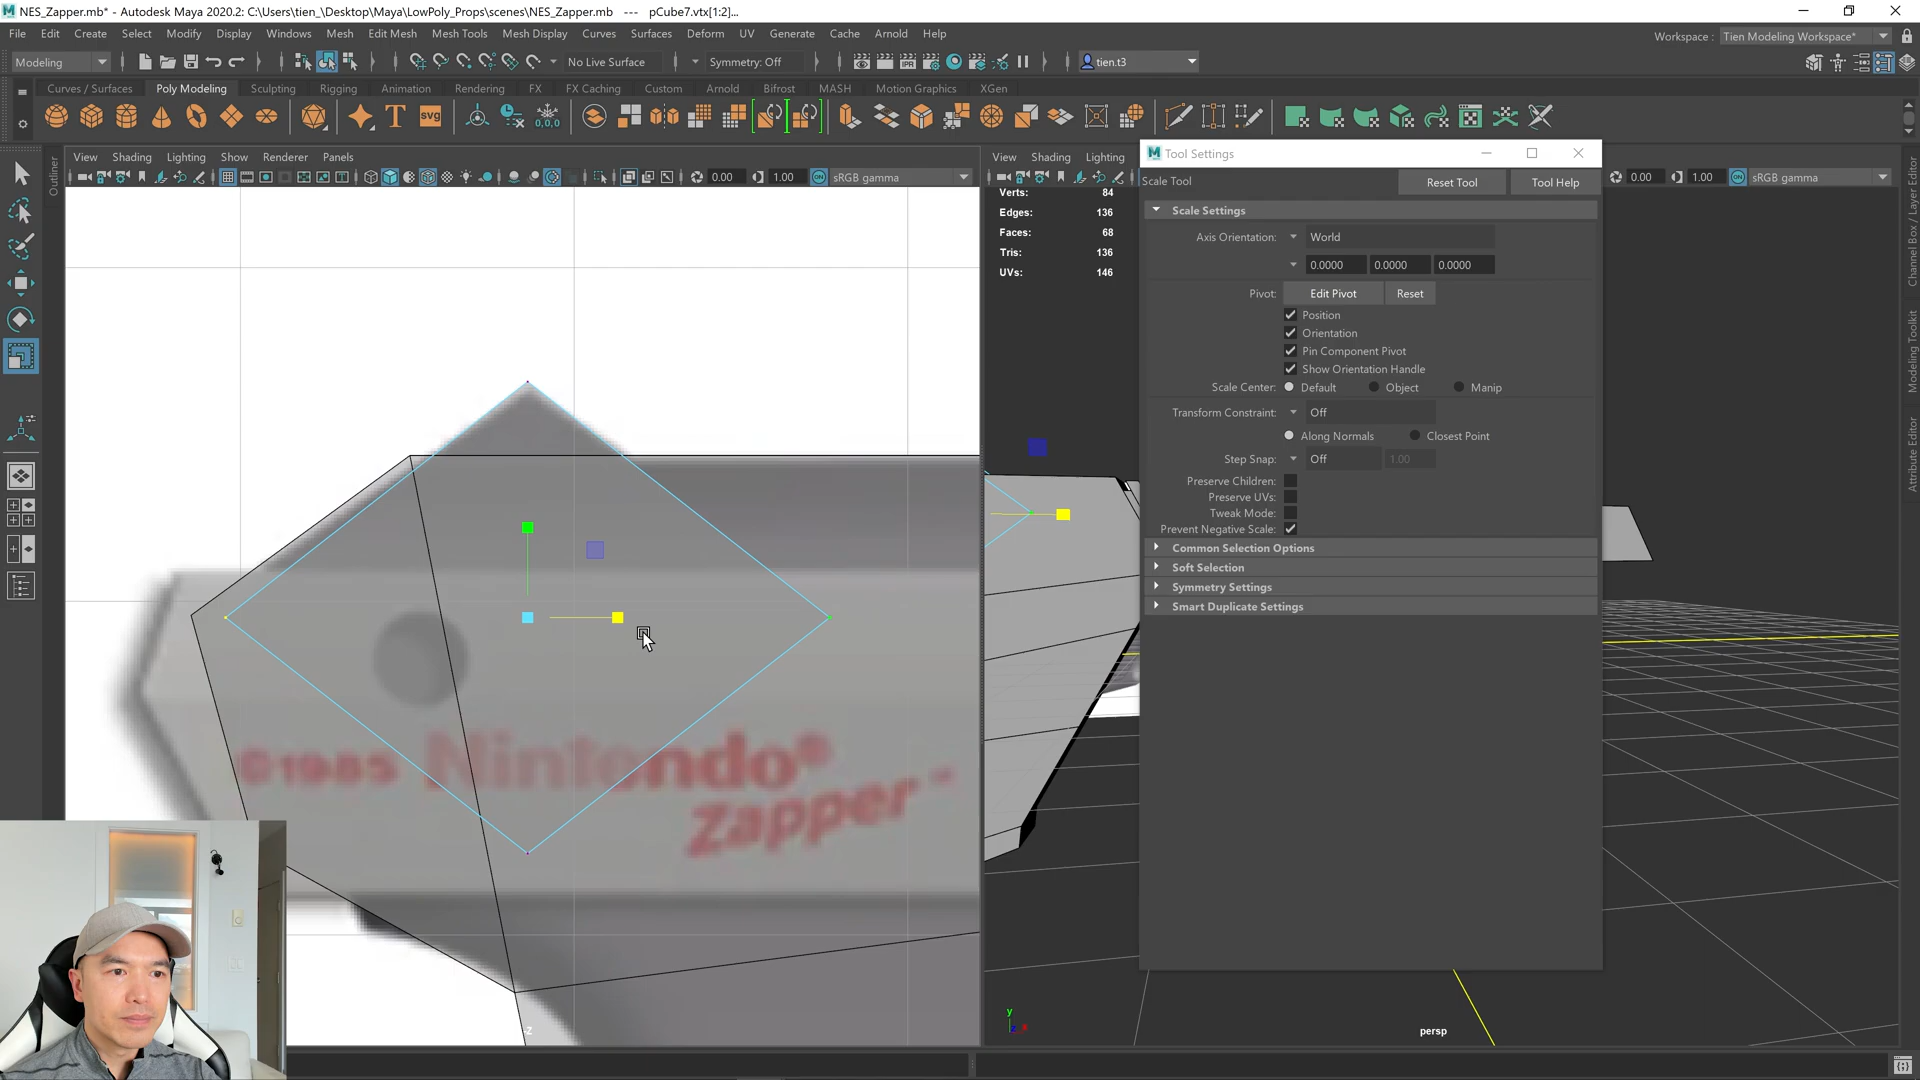 NES_Zapper.mb* - Autodesk Maya 2020.2: C:\Users\tien_\Desktop\Maya\LowPoly_Props\scenes\NES_Zapper.mb   ---   pCube7.vtx[1:2]...
File Edit Create Select Modify Display Windows Mesh Edit Mesh Mesh Tools Mesh Display Curves Surfaces Deform UV Generate Cache Arnold Help
Workspace : Tien Modeling Workspace*
Modeling No Live Surface Symmetry: Off tien.t3
Curves / Surfaces Poly Modeling Sculpting Rigging Animation Rendering FX FX Caching Custom Arnold Bifrost MASH Motion Graphics XGen
T svg 0,0,0
View Shading Lighting Show Renderer Panels
0.00 1.00 ON sRGB gamma
Outliner
©1985 Nintendo®
Zapper
-Z
View Shading Lighting
0.00 1.00 ON sRGB gamma
Verts: 84
Edges: 136
Faces: 68
Tris: 136
UVs: 146
Tool Settings
Scale Tool Reset Tool Tool Help
Scale Settings
Axis Orientation: World
0.0000 0.0000 0.0000
Pivot: Edit Pivot Reset
Position
Orientation
Pin Component Pivot
Show Orientation Handle
Scale Center: Default Object Manip
Transform Constraint: Off
Along Normals Closest Point
Step Snap: Off 1.00
Preserve Children:
Preserve UVs:
Tweak Mode:
Prevent Negative Scale:
Common Selection Options
Soft Selection
Symmetry Settings
Smart Duplicate Settings
y
z x
persp
Channel Box / Layer Editor
Modeling Toolkit
Attribute Editor